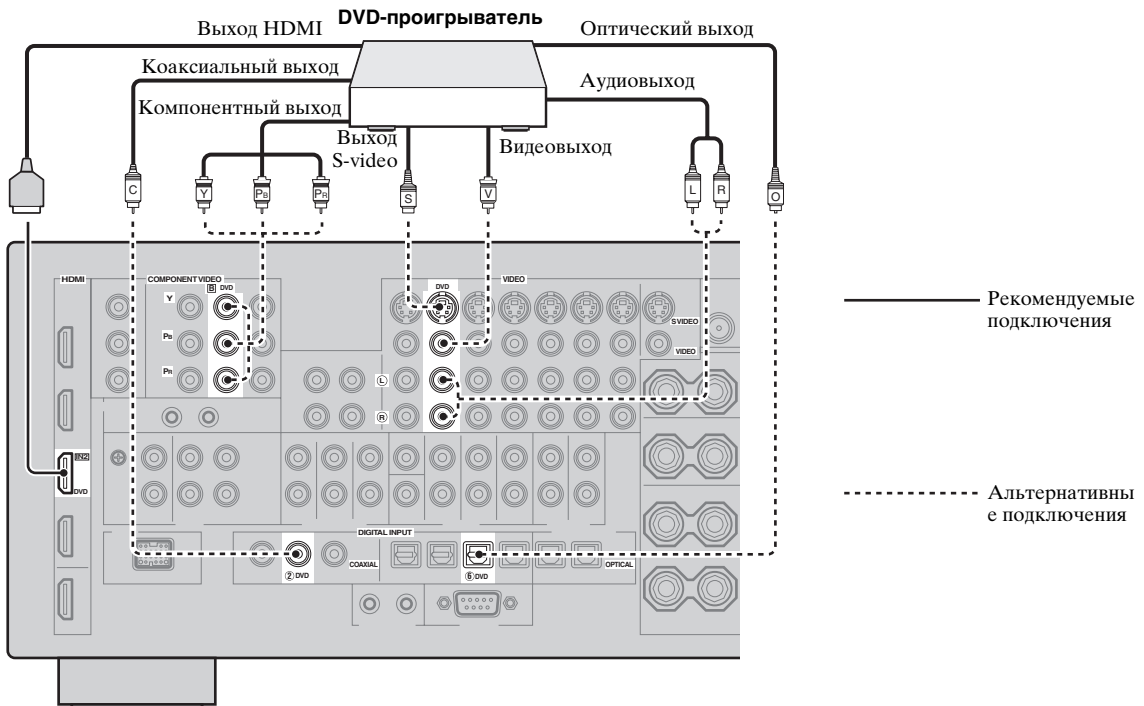 DVD-проигрыватель
Выход HDMI
Оптический выход
Коаксиальный выход
Аудиовыход
Компонентный выход
Выход
S-video
Видеовыход
C
Y
PB
PR
S
V
L
R
O
HDMI
COMPONENT VIDEO
VIDEO
B DVD
DVD
Y
S VIDEO
PB
VIDEO
PR
L
R
IN2
DVD
DIGITAL INPUT
COAXIAL
OPTICAL
2 DVD
6 DVD
Рекомендуемые
подключения
Альтернативны
е подключения